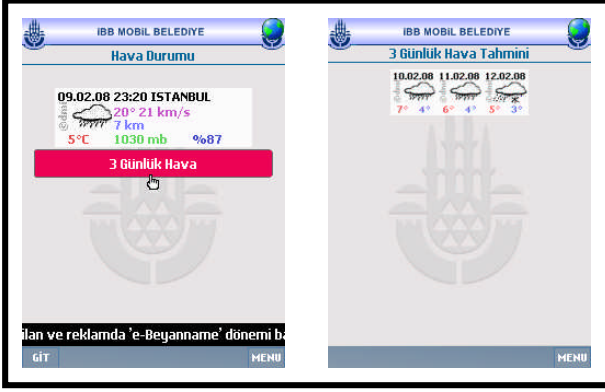 İBB MOBİL BELEDİYE
Hava Durumu
09.02.08 23:20 ISTANBUL
20° 21 km/s
7 km
5°C 1030 mb %87
©dmi
3 Günlük Hava
ilan ve reklamda 'e-Beyanname' dönemi ba
GİT MENU
İBB MOBİL BELEDİYE
3 Günlük Hava Tahmini
10.02.08 11.02.08 12.02.08
©dmi
7° 4° 6° 4° 5° 3°
MENU